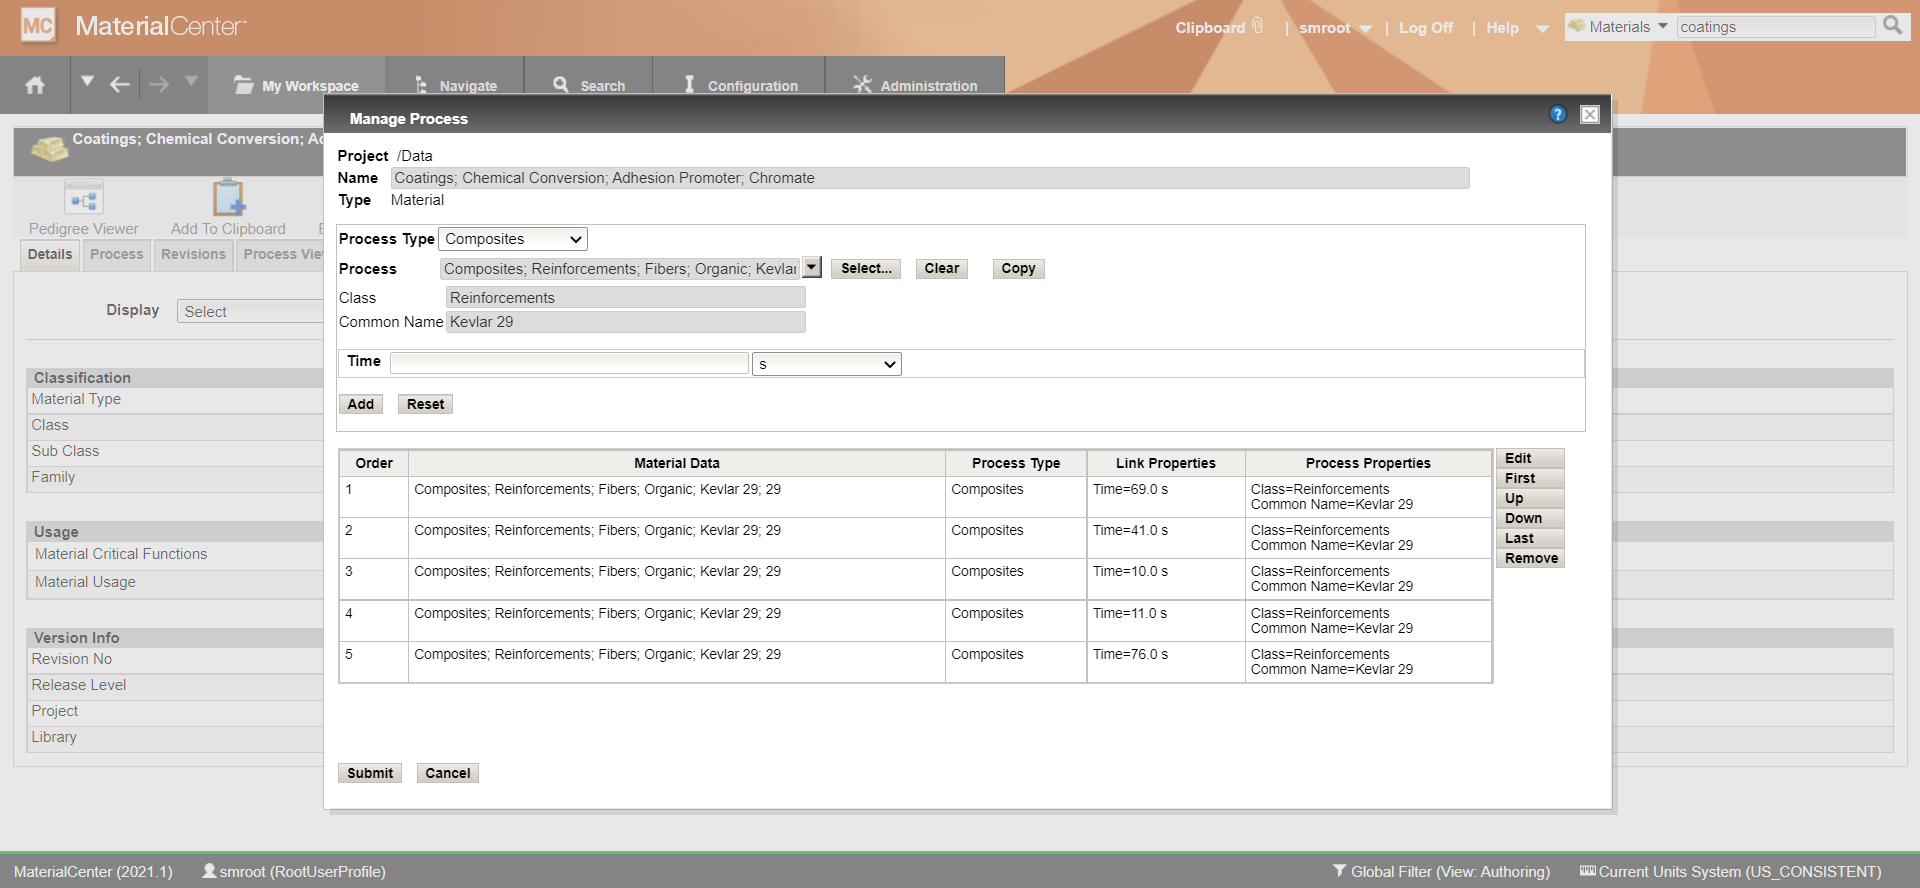 MC MaterialCenter
Clipboard | smroot | Log Off | Help Materials coatings
My Workspace Navigate Search Configuration Administration
Manage Process ?
Coatings; Chemical Conversion;
Project /Data
Name Coatings; Chemical Conversion; Adhesion Promoter; Chromate
Type Material
Pedigree Viewer Add To Clipboard
Details Process Revisions Process
Process Type Composites
Process Composites; Reinforcements; Fibers; Organic; Kevlar Select... Clear Copy
Class Reinforcements
Common Name Kevlar 29
Display Select
Time s
Add Reset
Classification
Material Type
Class
Sub Class
Family
Usage
Material Critical Functions
Material Usage
Version Info
Revision No
Release Level
Project
Library
Order Material Data Process Type Link Properties Process Properties
1 Composites; Reinforcements; Fibers; Organic; Kevlar 29; 29 Composites Time=69.0 s Class=Reinforcements
Common Name=Kevlar 29
2 Composites; Reinforcements; Fibers; Organic; Kevlar 29; 29 Composites Time=41.0 s Class=Reinforcements
Common Name=Kevlar 29
3 Composites; Reinforcements; Fibers; Organic; Kevlar 29; 29 Composites Time=10.0 s Class=Reinforcements
Common Name=Kevlar 29
4 Composites; Reinforcements; Fibers; Organic; Kevlar 29; 29 Composites Time=11.0 s Class=Reinforcements
Common Name=Kevlar 29
5 Composites; Reinforcements; Fibers; Organic; Kevlar 29; 29 Composites Time=76.0 s Class=Reinforcements
Common Name=Kevlar 29
Edit
First
Up
Down
Last
Remove
Submit Cancel
MaterialCenter (2021.1) smroot (RootUserProfile) Global Filter (View: Authoring) Current Units System (US_CONSISTENT)